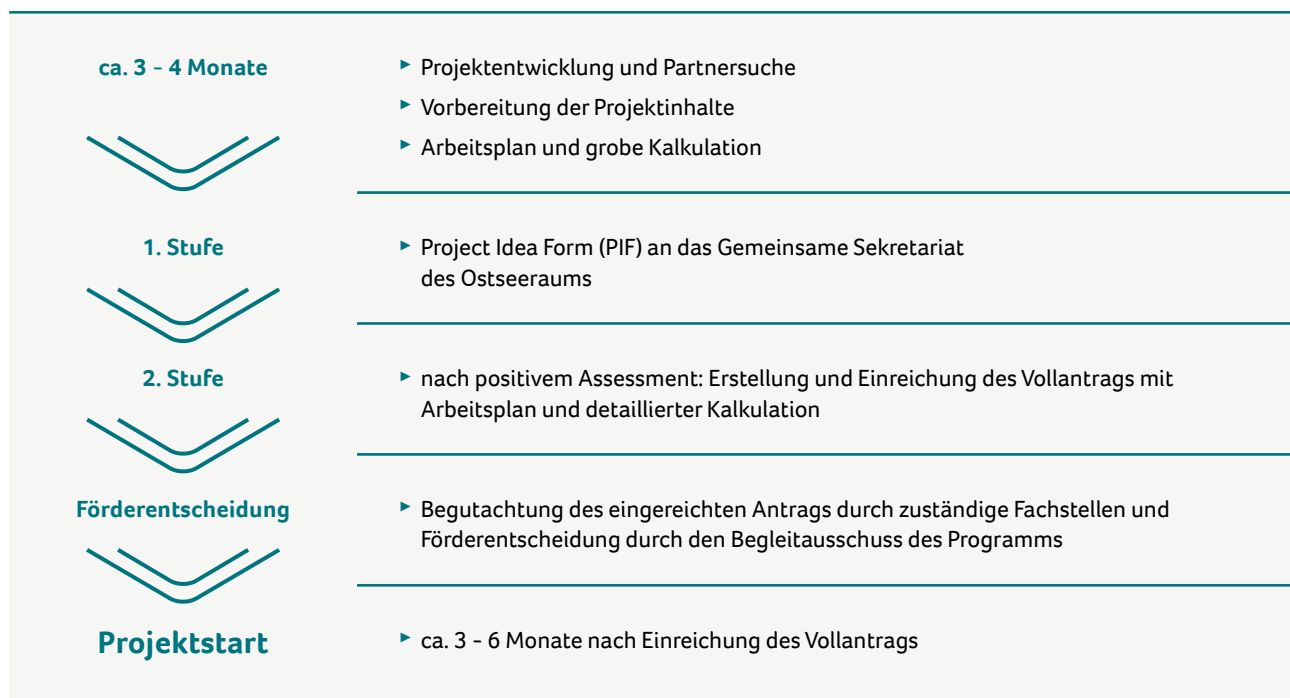 ca. 3 - 4 Monate
▸ Projektentwicklung und Partnersuche
▸ Vorbereitung der Projektinhalte
▸ Arbeitsplan und grobe Kalkulation
1. Stufe
▸ Project Idea Form (PIF) an das Gemeinsame Sekretariat
des Ostseeraums
2. Stufe
▸ nach positivem Assessment: Erstellung und Einreichung des Vollantrags mit
Arbeitsplan und detaillierter Kalkulation
Förderentscheidung
▸ Begutachtung des eingereichten Antrags durch zuständige Fachstellen und
Förderentscheidung durch den Begleitausschuss des Programms
Projektstart
▸ ca. 3 - 6 Monate nach Einreichung des Vollantrags